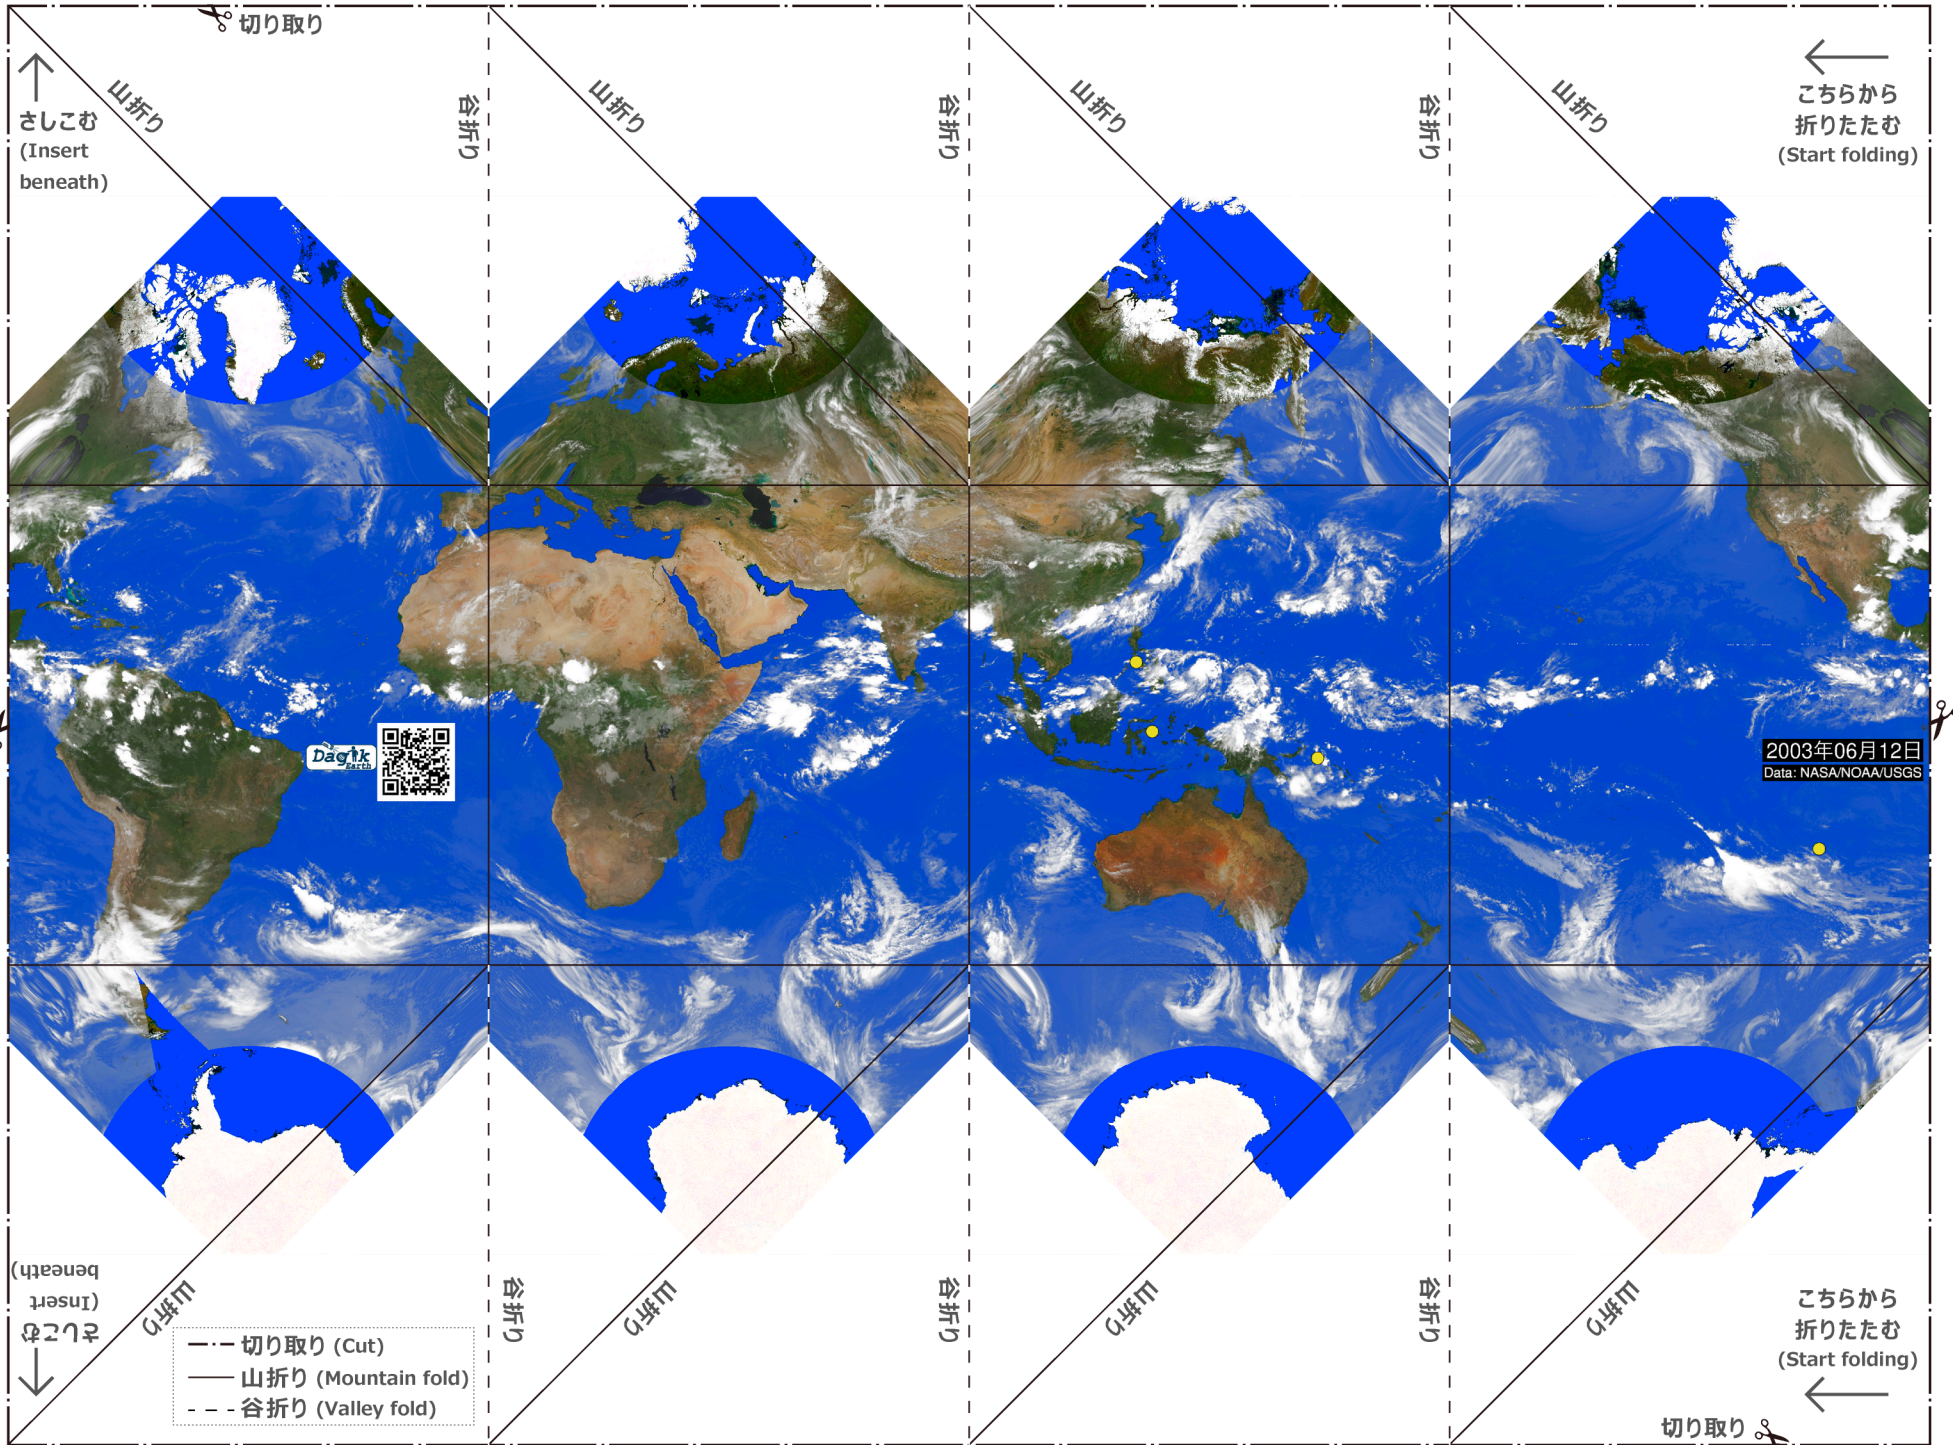 切り取り
さしこむ
(Insert
beneath)
山折り
谷折り
山折り
谷折り
山折り
谷折り
山折り
こちらから
折りたたむ
(Start folding)
Dagik
Earth
2003年06月12日
Data: NASA/NOAA/USGS
さしこむ
(Insert
beneath)
山折り
谷折り
山折り
谷折り
山折り
谷折り
山折り
こちらから
折りたたむ
(Start folding)
切り取り (Cut)
山折り (Mountain fold)
谷折り (Valley fold)
切り取り